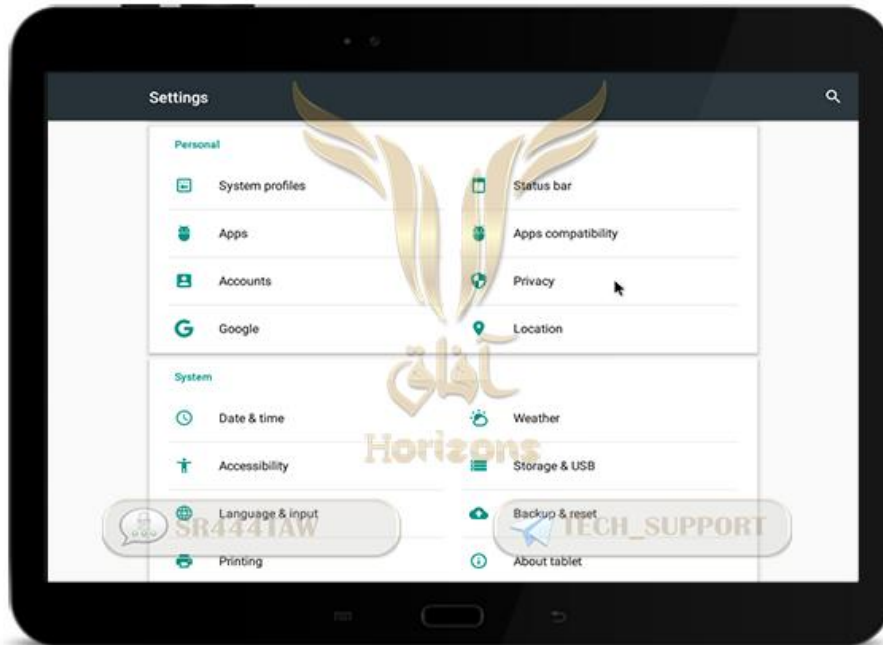 Settings
Personal
System profiles
Status bar
Apps
Apps compatibility
Accounts
Privacy
Google
Location
آفاق
System
Date & time
Weather
Horizons
Accessibility
Storage & USB
Language & input
Backup & reset
SR4441AW
TECH_SUPPORT
Printing
About tablet